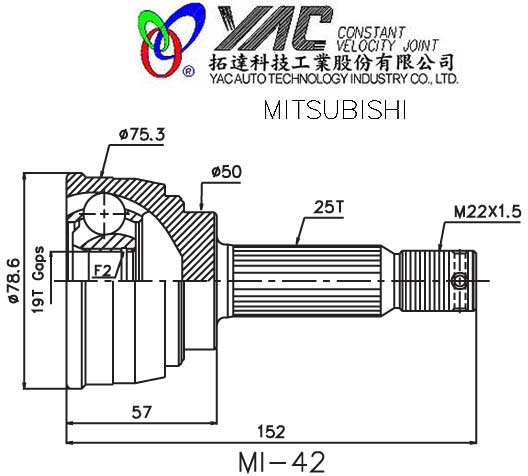 YAC CONSTANT
VELOCITY JOINT
®
拓達科技工業股份有限公司
YAC AUTO TECHNOLOGY INDUSTRY CO., LTD.
MITSUBISHI
ø75.3
ø50
25T
M22X1.5
ø78.6
19T Gaps
F2
57
152
MI-42